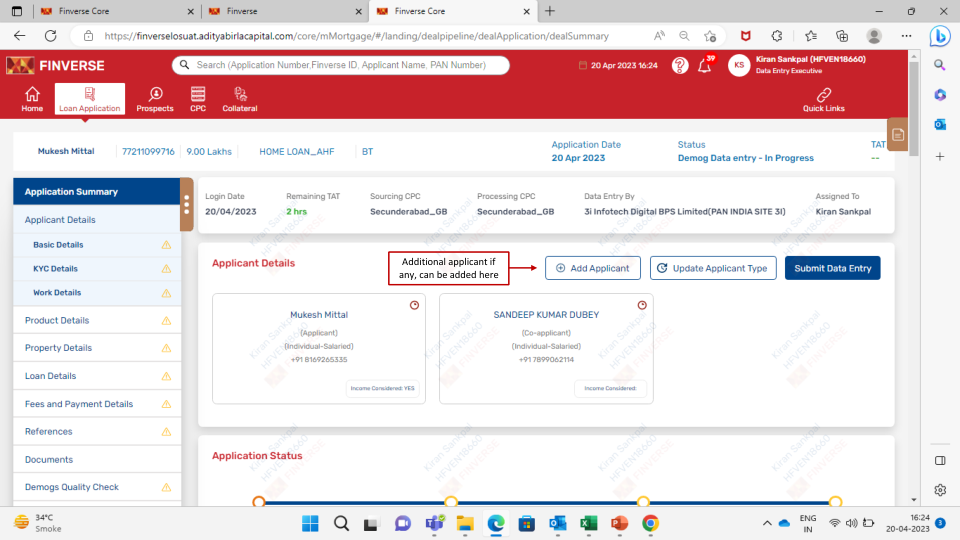 Finverse Core
Finverse
Finverse Core
https://finverselosuat.adityabirlacapital.com/core/mMortgage/#/landing/dealpipeline/dealApplication/dealSummary
FINVERSE
Search (Application Number,Finverse ID, Applicant Name, PAN Number)
20 Apr 2023 16:24
39
KS
Kiran Sankpal (HFVEN18660)
Data Entry Executive
Home
Loan Application
Prospects
CPC
Collateral
Quick Links
Mukesh Mittal
77211099716
9.00 Lakhs
HOME LOAN_AHF
BT
Application Date
20 Apr 2023
Status
Demog Data entry - In Progress
TAT
--
Application Summary
Applicant Details
Basic Details
KYC Details
Work Details
Product Details
Property Details
Loan Details
Fees and Payment Details
References
Documents
Demogs Quality Check
Login Date
20/04/2023
Remaining TAT
2 hrs
Sourcing CPC
Secunderabad_GB
Processing CPC
Secunderabad_GB
Data Entry By
3i Infotech Digital BPS Limited(PAN INDIA SITE 3I)
Assigned To
Kiran Sankpal
Applicant Details
Additional applicant if
any, can be added here
Add Applicant
Update Applicant Type
Submit Data Entry
Mukesh Mittal
(Applicant)
(Individual-Salaried)
+91 8169265335
Income Considered: YES
SANDEEP KUMAR DUBEY
(Co-applicant)
(Individual-Salaried)
+91 7899062114
Income Considered:
Application Status
34°C
Smoke
ENG
IN
16:24
20-04-2023
3